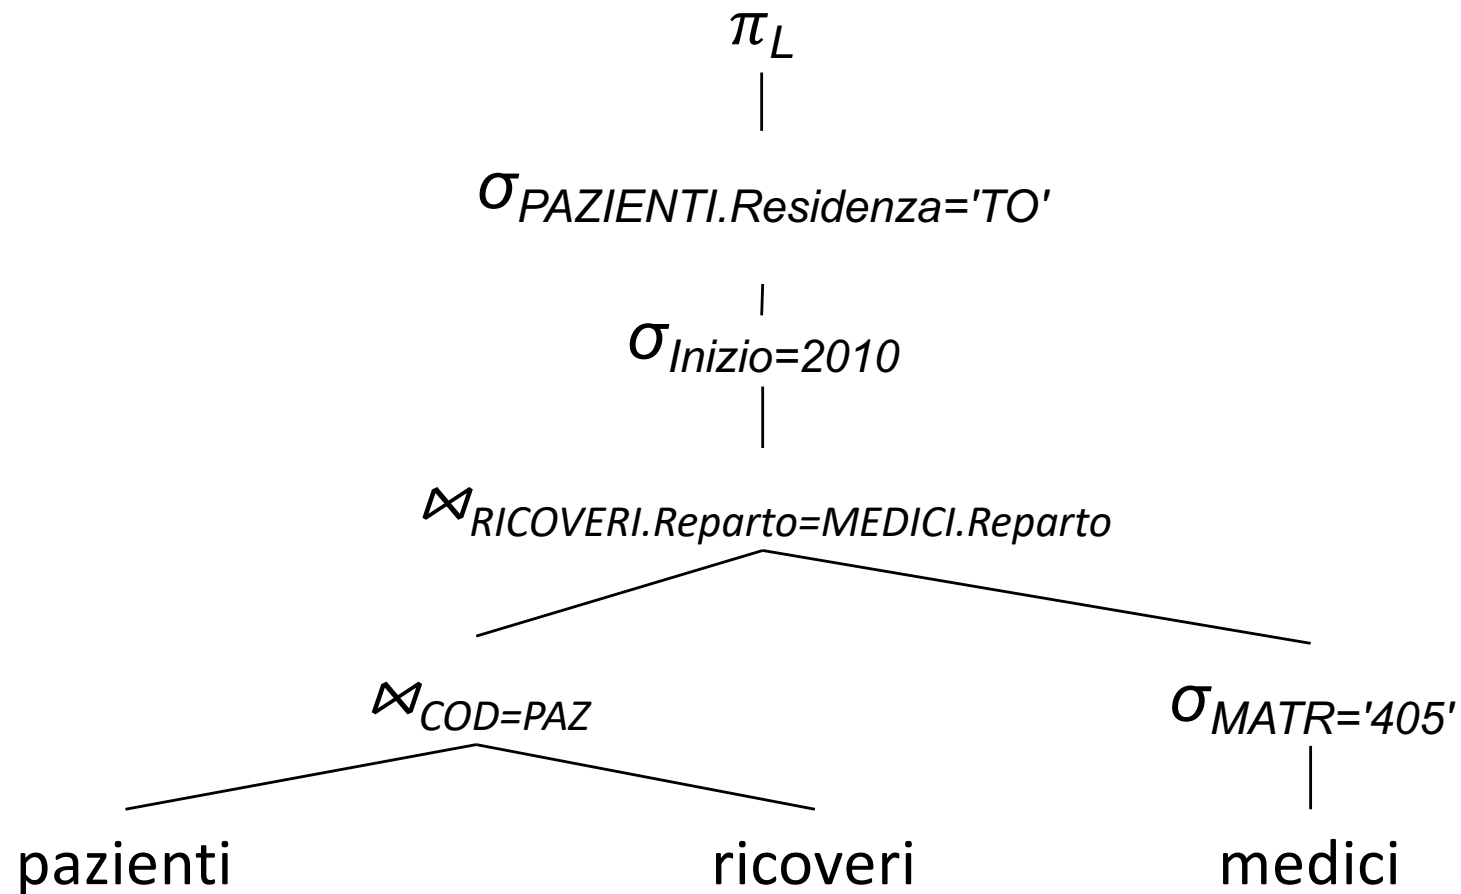 π_L
σ_PAZIENTI.Residenza='TO'
σ_Inizio=2010
⋈_RICOVERI.Reparto=MEDICI.Reparto
⋈_COD=PAZ σ_MATR='405'
pazienti ricoveri medici